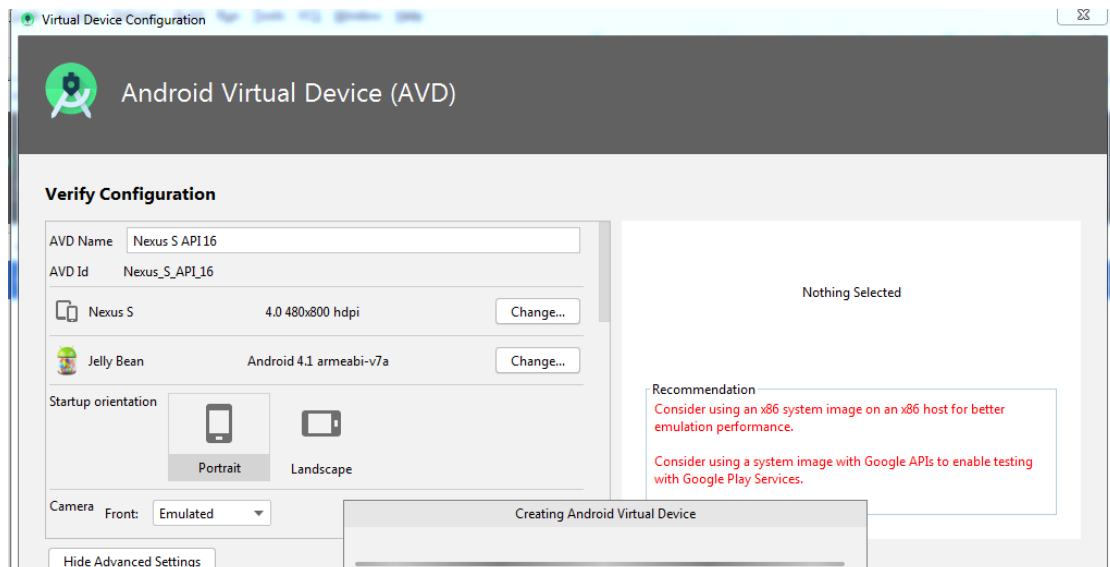 Virtual Device Configuration
Android Virtual Device (AVD)
Verify Configuration
AVD Name Nexus S API 16
AVD Id Nexus_S_API_16
Nexus S 4.0 480x800 hdpi Change...
Jelly Bean Android 4.1 armeabi-v7a Change...
Startup orientation
Portrait Landscape
Camera Front: Emulated
Hide Advanced Settings
Nothing Selected
Recommendation
Consider using an x86 system image on an x86 host for better
emulation performance.
Consider using a system image with Google APIs to enable testing
with Google Play Services.
Creating Android Virtual Device